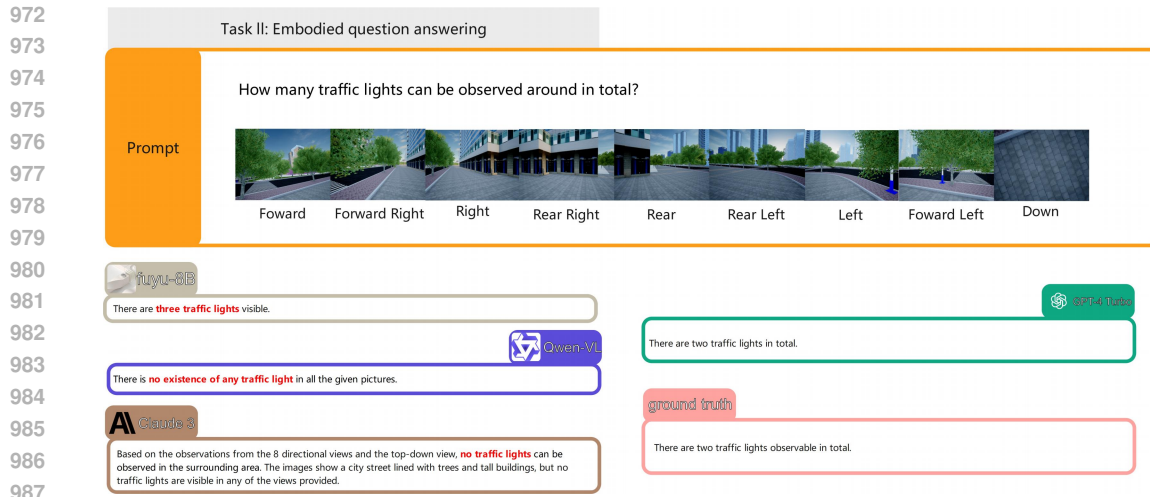 972
973
974
975
976
977
978
979
980
981
982
983
984
985
986
987
Task II: Embodied question answering
Prompt
How many traffic lights can be observed around in total?
Foward
Forward Right
Right
Rear Right
Rear
Rear Left
Left
Foward Left
Down
fuyu-8B
There are three traffic lights visible.
Qwen-VL
There is no existence of any traffic light in all the given pictures.
Claude 3
Based on the observations from the 8 directional views and the top-down view, no traffic lights can be
observed in the surrounding area. The images show a city street lined with trees and tall buildings, but no
traffic lights are visible in any of the views provided.
GPT-4 Turbo
There are two traffic lights in total.
ground truth
There are two traffic lights observable in total.